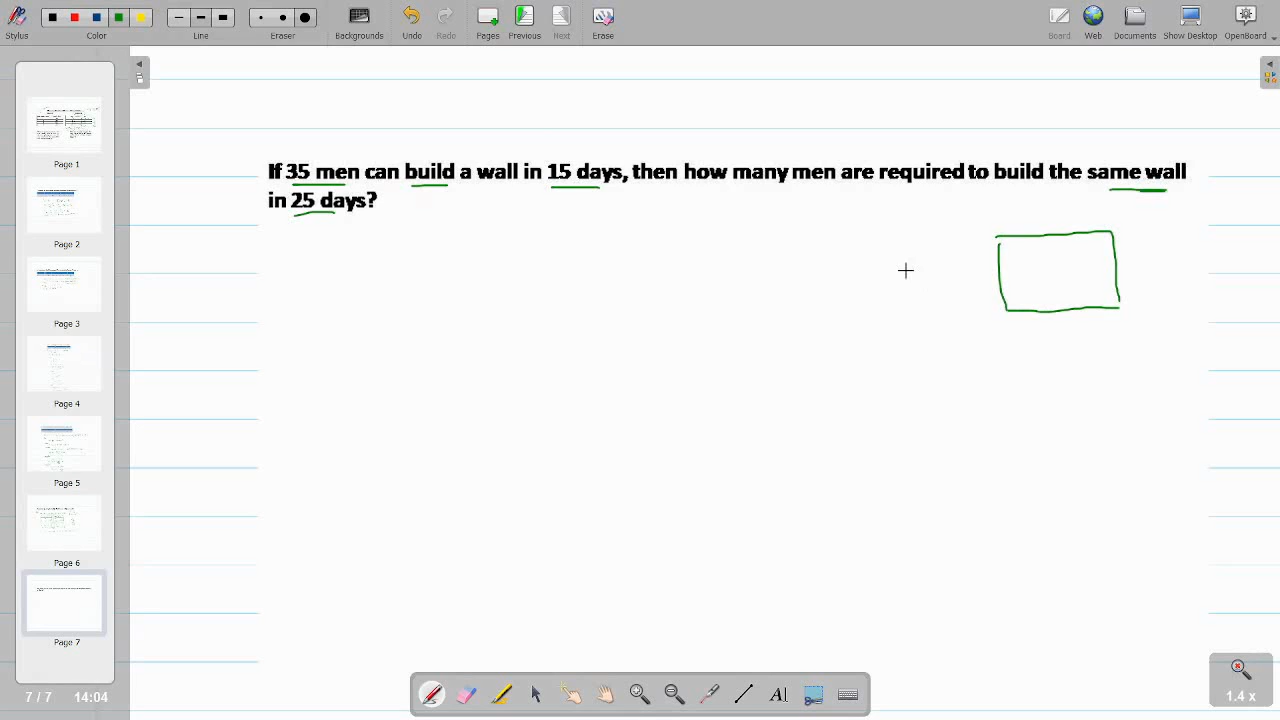 Stylus Color Line Eraser Backgrounds Undo Redo Pages Previous Next Erase Board Web Documents Show Desktop OpenBoard
If 35 men can build a wall in 15 days, then how many men are required to build the same wall
in 25 days?
Page 1
Page 2
Page 3
Page 4
Page 5
Page 6
Page 7
7 / 7 14:04
AI
1.4 x